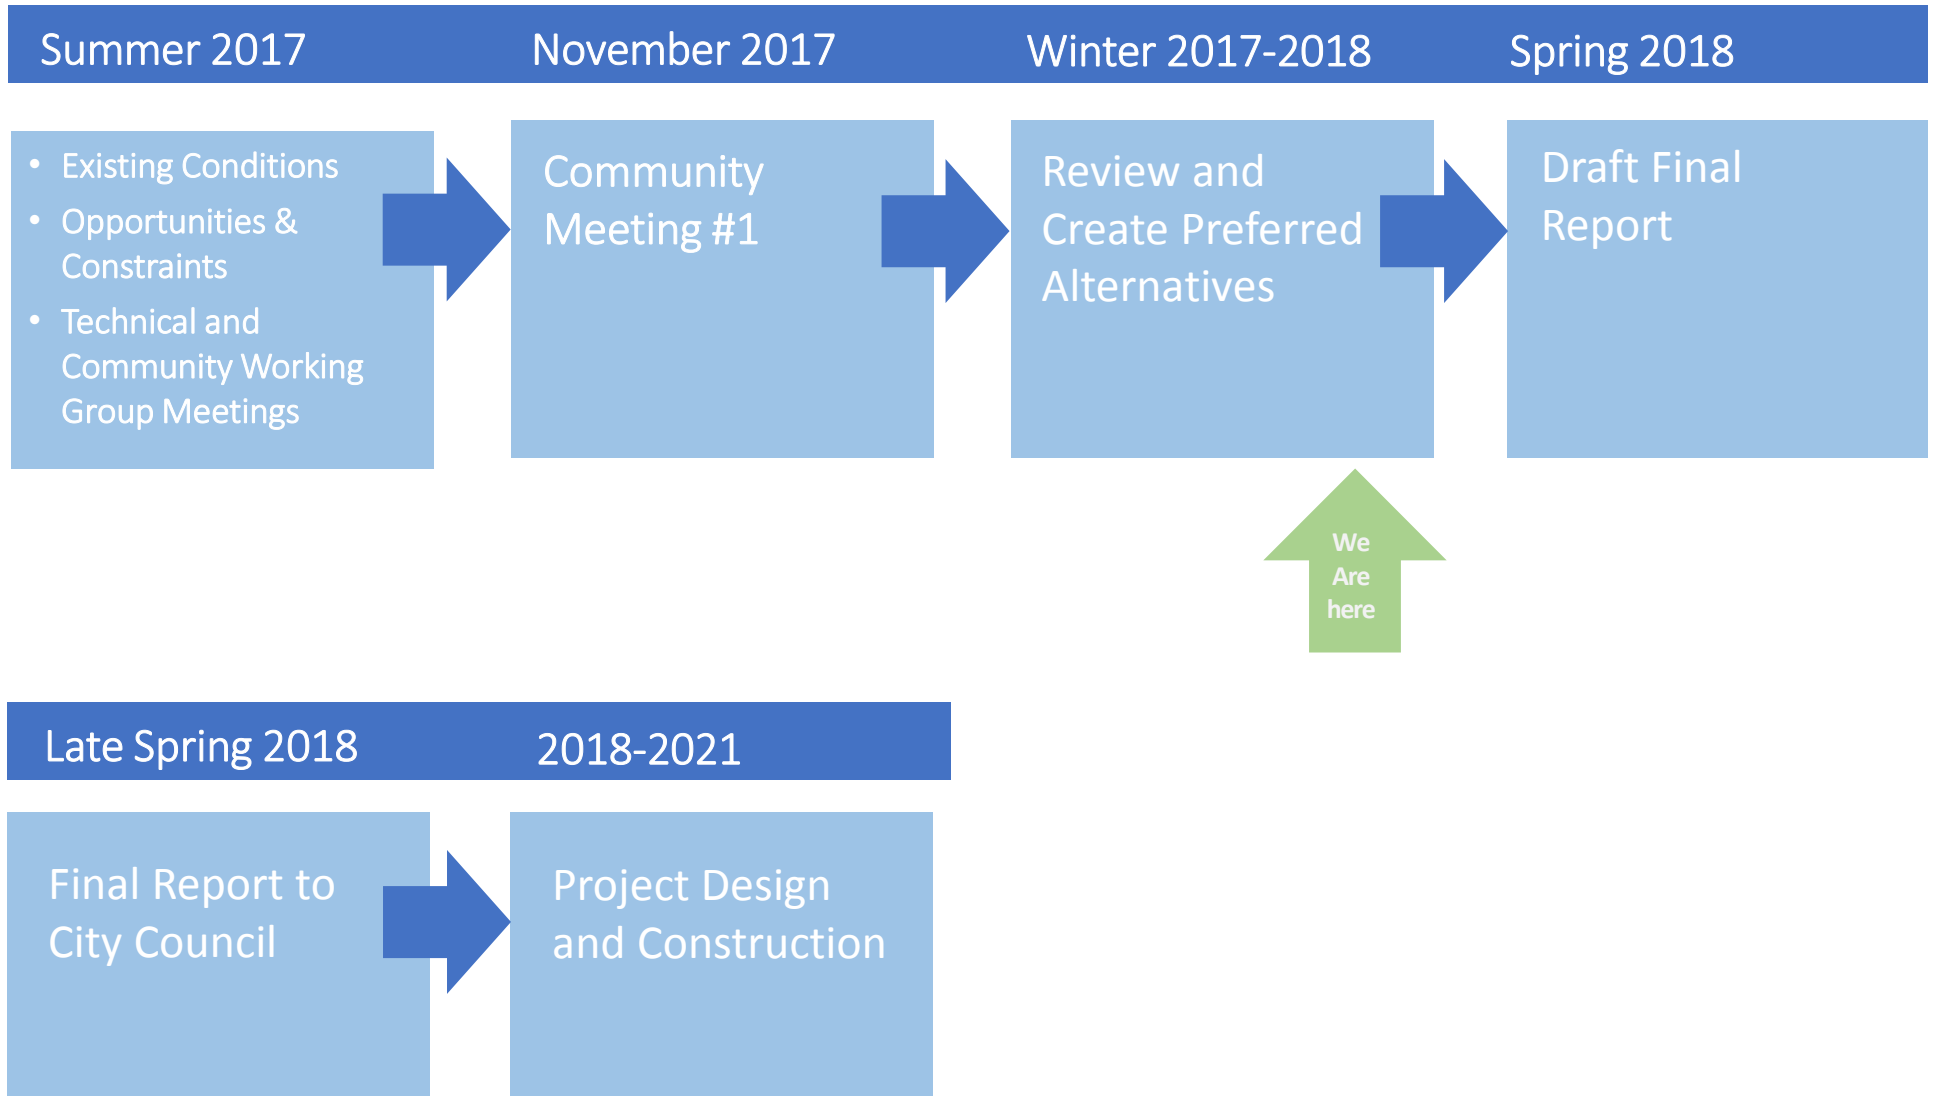 Summer 2017
November 2017
Winter 2017-2018
Spring 2018
• Existing Conditions
• Opportunities &
Constraints
• Technical and
Community Working
Group Meetings
Community
Meeting #1
Review and
Create Preferred
Alternatives
Draft Final
Report
We
Are
here
Late Spring 2018
2018-2021
Final Report to
City Council
Project Design
and Construction